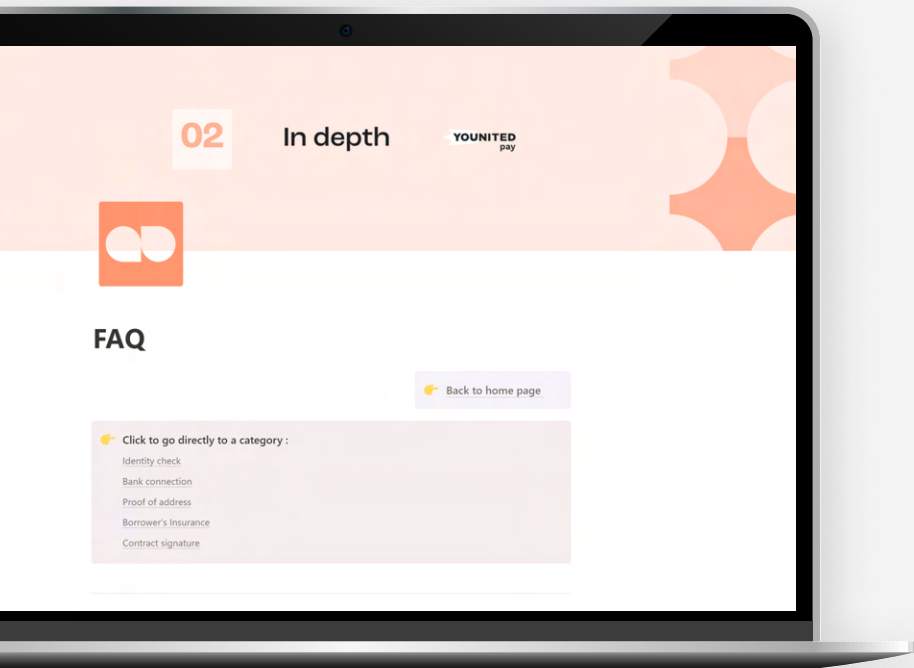 02
In depth
YOUNITED
pay
FAQ
Back to home page
Click to go directly to a category :
Identity check
Bank connection
Proof of address
Borrower's Insurance
Contract signature